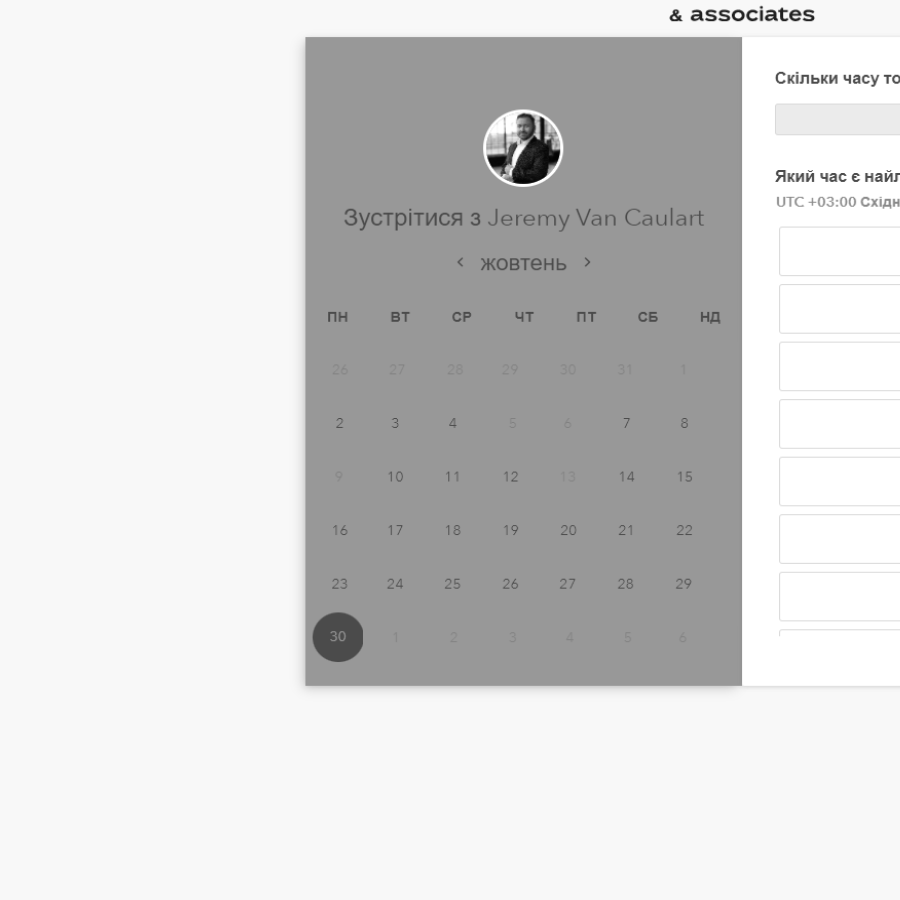 & associates
Зустрітися з Jeremy Van Caulart
жовтень
ПН ВТ СР ЧТ ПТ СБ НД
26 27 28 29 30 31 1
2 3 4 5 6 7 8
9 10 11 12 13 14 15
16 17 18 19 20 21 22
23 24 25 26 27 28 29
30 1 2 3 4 5 6
Скільки часу
Який час є
UTC +03:00